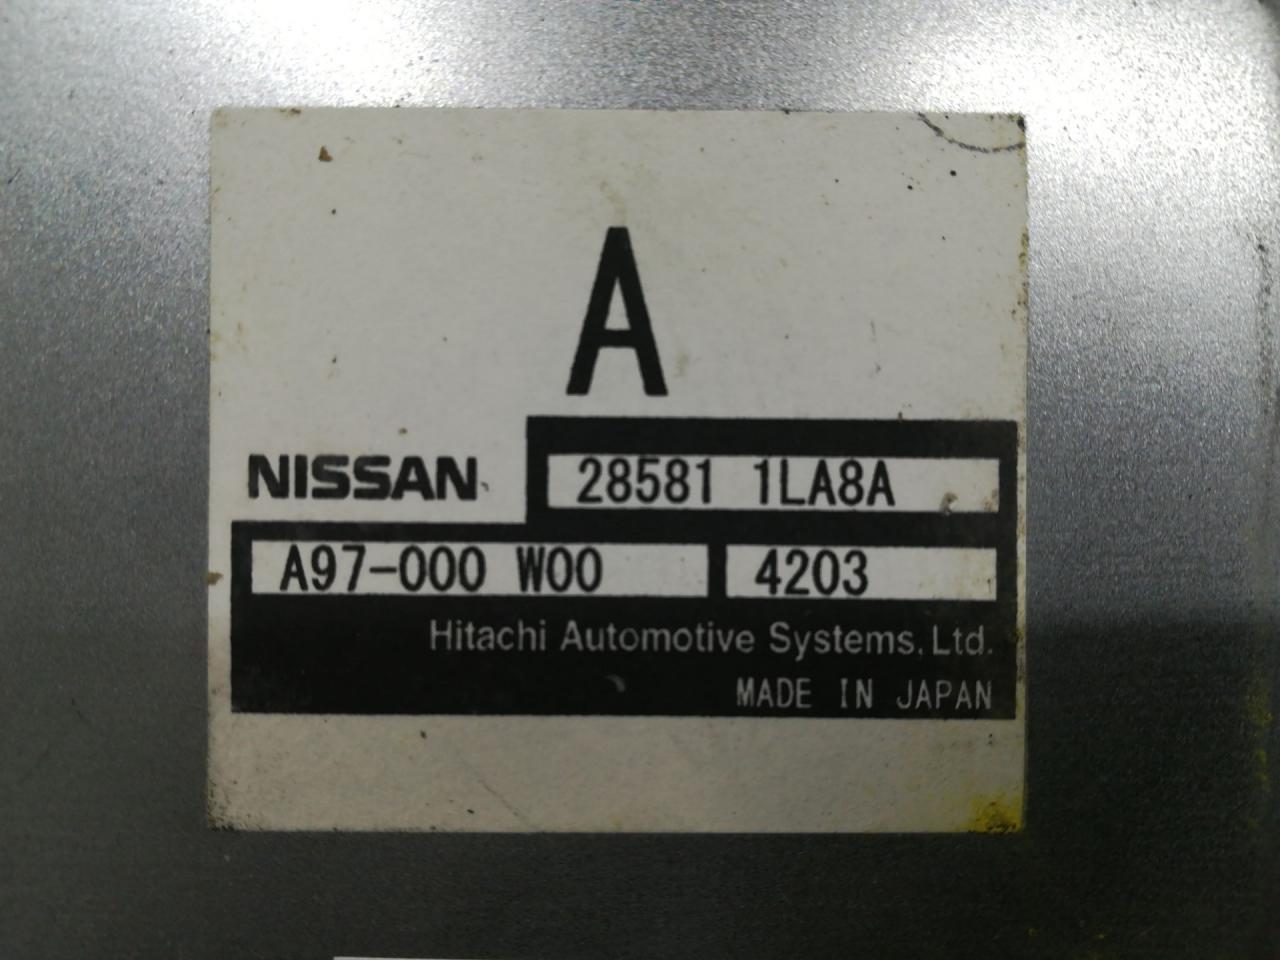 A
NISSAN 28581 1LA8A
A97-000 W00 4203
Hitachi Automotive Systems, Ltd.
MADE IN JAPAN